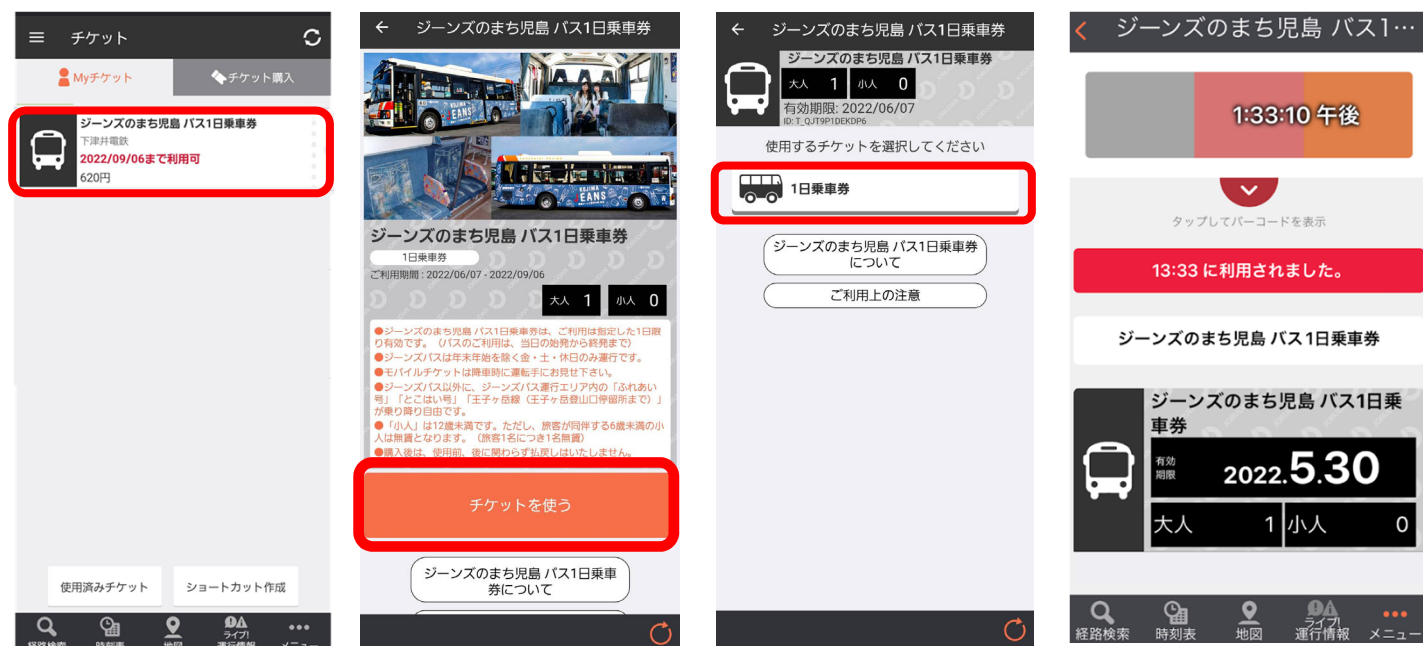 チケット
Myチケット
チケット購入
ジーンズのまち児島 バス1日乗車券
下津井電鉄
2022/09/06まで利用可
620円
使用済みチケット
ショートカット作成
経路検索
時刻表
地図
ライブ!
運行情報
メニュー
ジーンズのまち児島 バス1日乗車券
KOJIMA
EANS
KOJIMA
EANS
ジーンズのまち児島 バス1日乗車券
1日乗車券
ご利用期間 : 2022/06/07 - 2022/09/06
大人 1 小人 0
●ジーンズのまち児島 バス1日乗車券は、ご利用は指定した1日限
り有効です。（バスのご利用は、当日の始発から終発まで）
●ジーンズバスは年末年始を除く金・土・休日のみ運行です。
●モバイルチケットは降車時に運転手にお見せ下さい。
●ジーンズバス以外に、ジーンズバス運行エリア内の「ふれあい
号」「とこはい号」「王子ヶ岳線（王子ヶ岳登山口停留所まで）」
が乗り降り自由です。
●「小人」は12歳未満です。ただし、旅客が同伴する6歳未満の小
人は無賃となります。（旅客1名につき1名無賃）
●購入後は、使用前、後に関わらず払戻しはいたしません。
チケットを使う
ジーンズのまち児島 バス1日乗車
券について
ジーンズのまち児島 バス1日乗車券
ジーンズのまち児島 バス1日乗車券
大人 1 小人 0
有効期限: 2022/06/07
ID: T_QJT9P1DEKDP6
使用するチケットを選択してください
1日乗車券
ジーンズのまち児島 バス1日乗車券
について
ご利用上の注意
ジーンズのまち児島 バス1…
1:33:10 午後
タップしてバーコードを表示
13:33 に利用されました。
ジーンズのまち児島 バス1日乗車券
ジーンズのまち児島 バス1日乗
車券
有効
期限
2022.5.30
大人 1 小人 0
経路検索
時刻表
地図
ライブ!
運行情報
メニュー